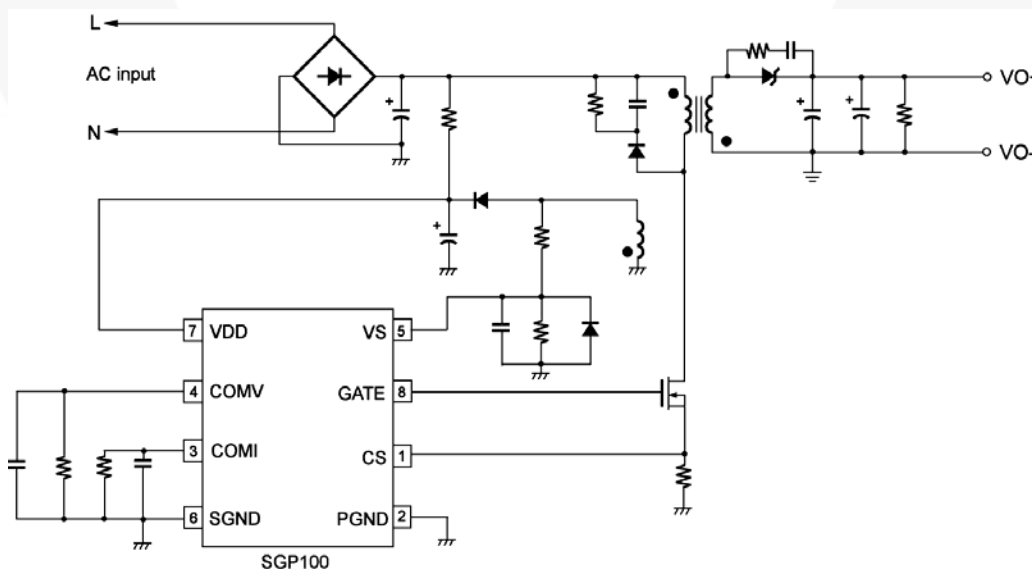 L
AC input
N
VO-
VO-
7 VDD
VS 5
4 COMV
GATE 8
3 COMI
CS 1
6 SGND
PGND 2
SGP100
+
+
+
+